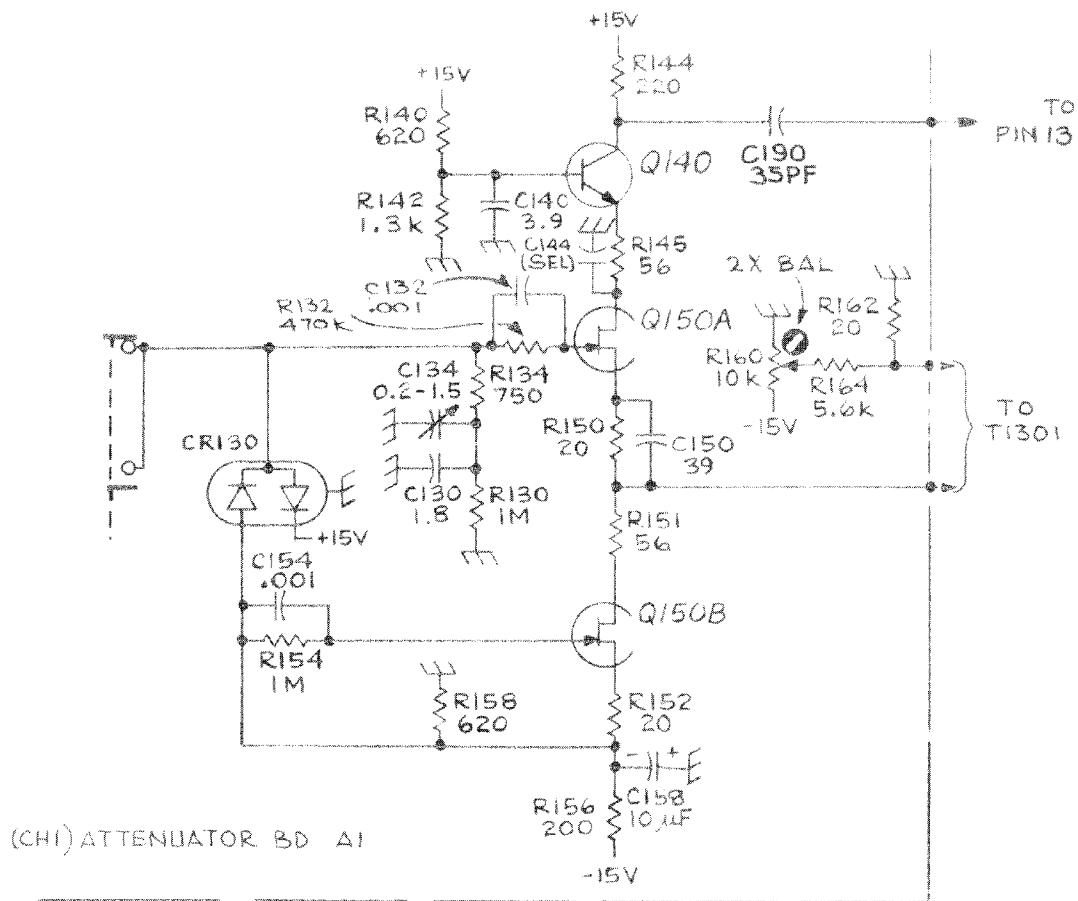 +15V
R144
220
+15V
R140
620
TO
PIN 13
C190
35PF
Q140
R142
1.3k
C140
3.9
C144
(SEL)
R145
56
2X BAL
C132
.001
R132
470k
Q150A
R162
20
R160
10k
R164
5.6k
-15V
C134
0.2-1.5
R134
750
CR130
R150
20
C150
39
TO
T1301
C130
1.8
R130
1M
+15V
R151
56
C154
.001
Q150B
R154
1M
R158
620
R152
20
- +
R156
200
C158
10µF
(CH1) ATTENUATOR BD A1
-15V